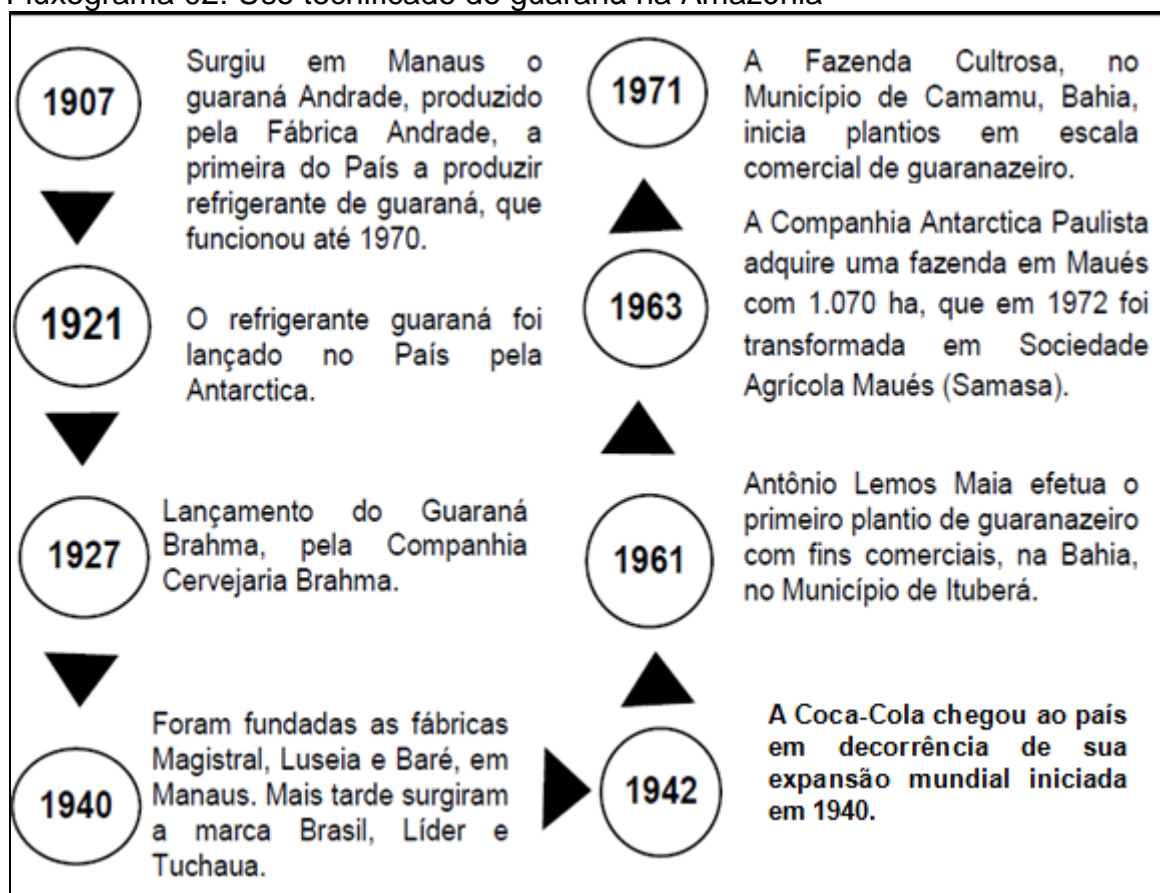 Fluxograma 02: Uso tecnificado do guaraná na Amazônia
1907
Surgiu em Manaus o
guaraná Andrade, produzido
pela Fábrica Andrade, a
primeira do País a produzir
refrigerante de guaraná, que
funcionou até 1970.
1921
O refrigerante guaraná foi
lançado no País pela
Antarctica.
1927
Lançamento do Guaraná
Brahma, pela Companhia
Cervejaria Brahma.
1940
Foram fundadas as fábricas
Magistral, Luseia e Baré, em
Manaus. Mais tarde surgiram
a marca Brasil, Líder e
Tuchaua.
1942
A Coca-Cola chegou ao país
em decorrência de sua
expansão mundial iniciada
em 1940.
1961
Antônio Lemos Maia efetua o
primeiro plantio de guaranazeiro
com fins comerciais, na Bahia,
no Município de Ituberá.
1963
A Companhia Antarctica Paulista
adquire uma fazenda em Maués
com 1.070 ha, que em 1972 foi
transformada em Sociedade
Agrícola Maués (Samasa).
1971
A Fazenda Cultrosa, no
Município de Camamu, Bahia,
inicia plantios em escala
comercial de guaranazeiro.